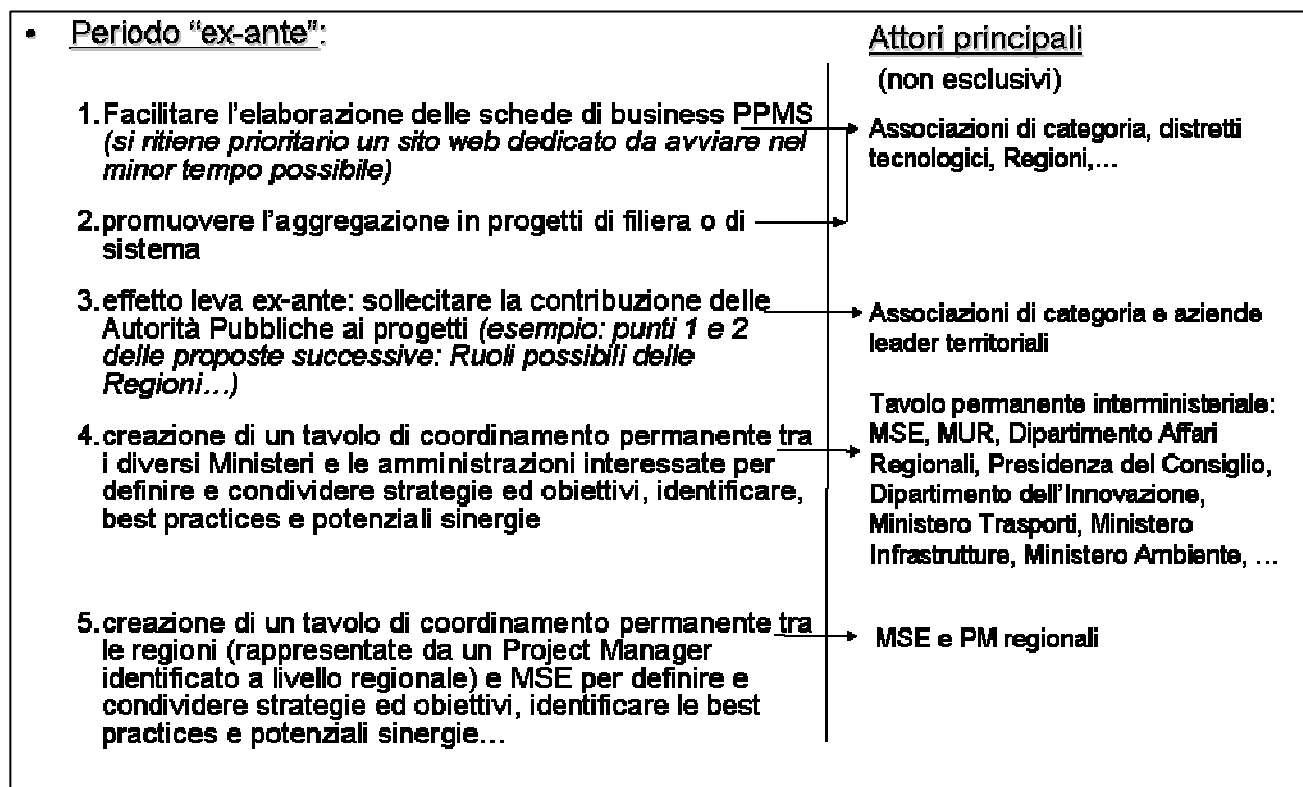 • Periodo “ex-ante”:
1. Facilitare l’elaborazione delle schede di business PPMS
(si ritiene prioritario un sito web dedicato da avviare nel
minor tempo possibile)
2. promuovere l’aggregazione in progetti di filiera o di
sistema
3. effetto leva ex-ante: sollecitare la contribuzione delle
Autorità Pubbliche ai progetti (esempio: punti 1 e 2
delle proposte successive: Ruoli possibili delle
Regioni…)
4. creazione di un tavolo di coordinamento permanente tra
i diversi Ministeri e le amministrazioni interessate per
definire e condividere strategie ed obiettivi, identificare,
best practices e potenziali sinergie
5. creazione di un tavolo di coordinamento permanente tra
le regioni (rappresentate da un Project Manager
identificato a livello regionale) e MSE per definire e
condividere strategie ed obiettivi, identificare le best
practices e potenziali sinergie…
Attori principali
(non esclusivi)
Associazioni di categoria, distretti
tecnologici, Regioni,…
Associazioni di categoria e aziende
leader territoriali
Tavolo permanente interministeriale:
MSE, MUR, Dipartimento Affari
Regionali, Presidenza del Consiglio,
Dipartimento dell’Innovazione,
Ministero Trasporti, Ministero
Infrastrutture, Ministero Ambiente, …
MSE e PM regionali